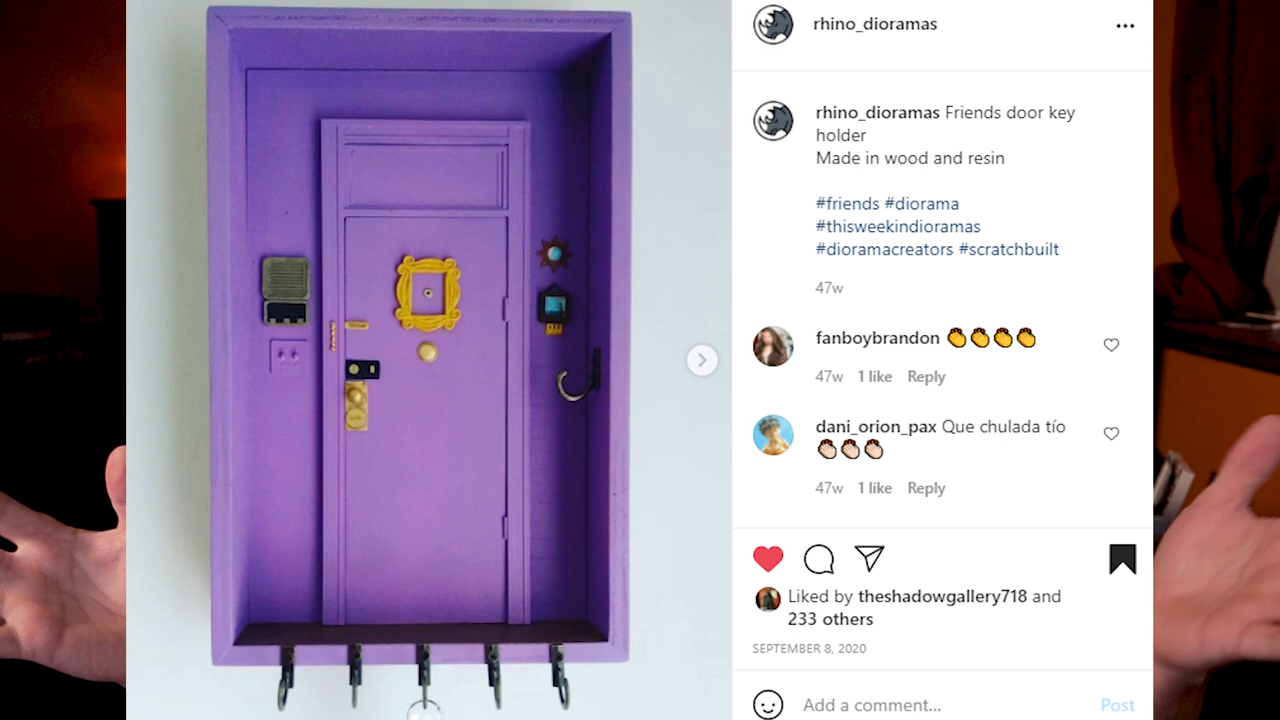 rhino_dioramas
rhino_dioramas Friends door key
holder
Made in wood and resin
#friends #diorama
#thisweekindioramas
#dioramacreators #scratchbuilt
47w
fanboybrandon 👏👏👏👏
47w 1 like Reply
dani_orion_pax Que chulada tío
👏🏻👏🏻👏🏻
47w 1 like Reply
Liked by theshadowgallery718 and
233 others
SEPTEMBER 8, 2020
Add a comment... Post